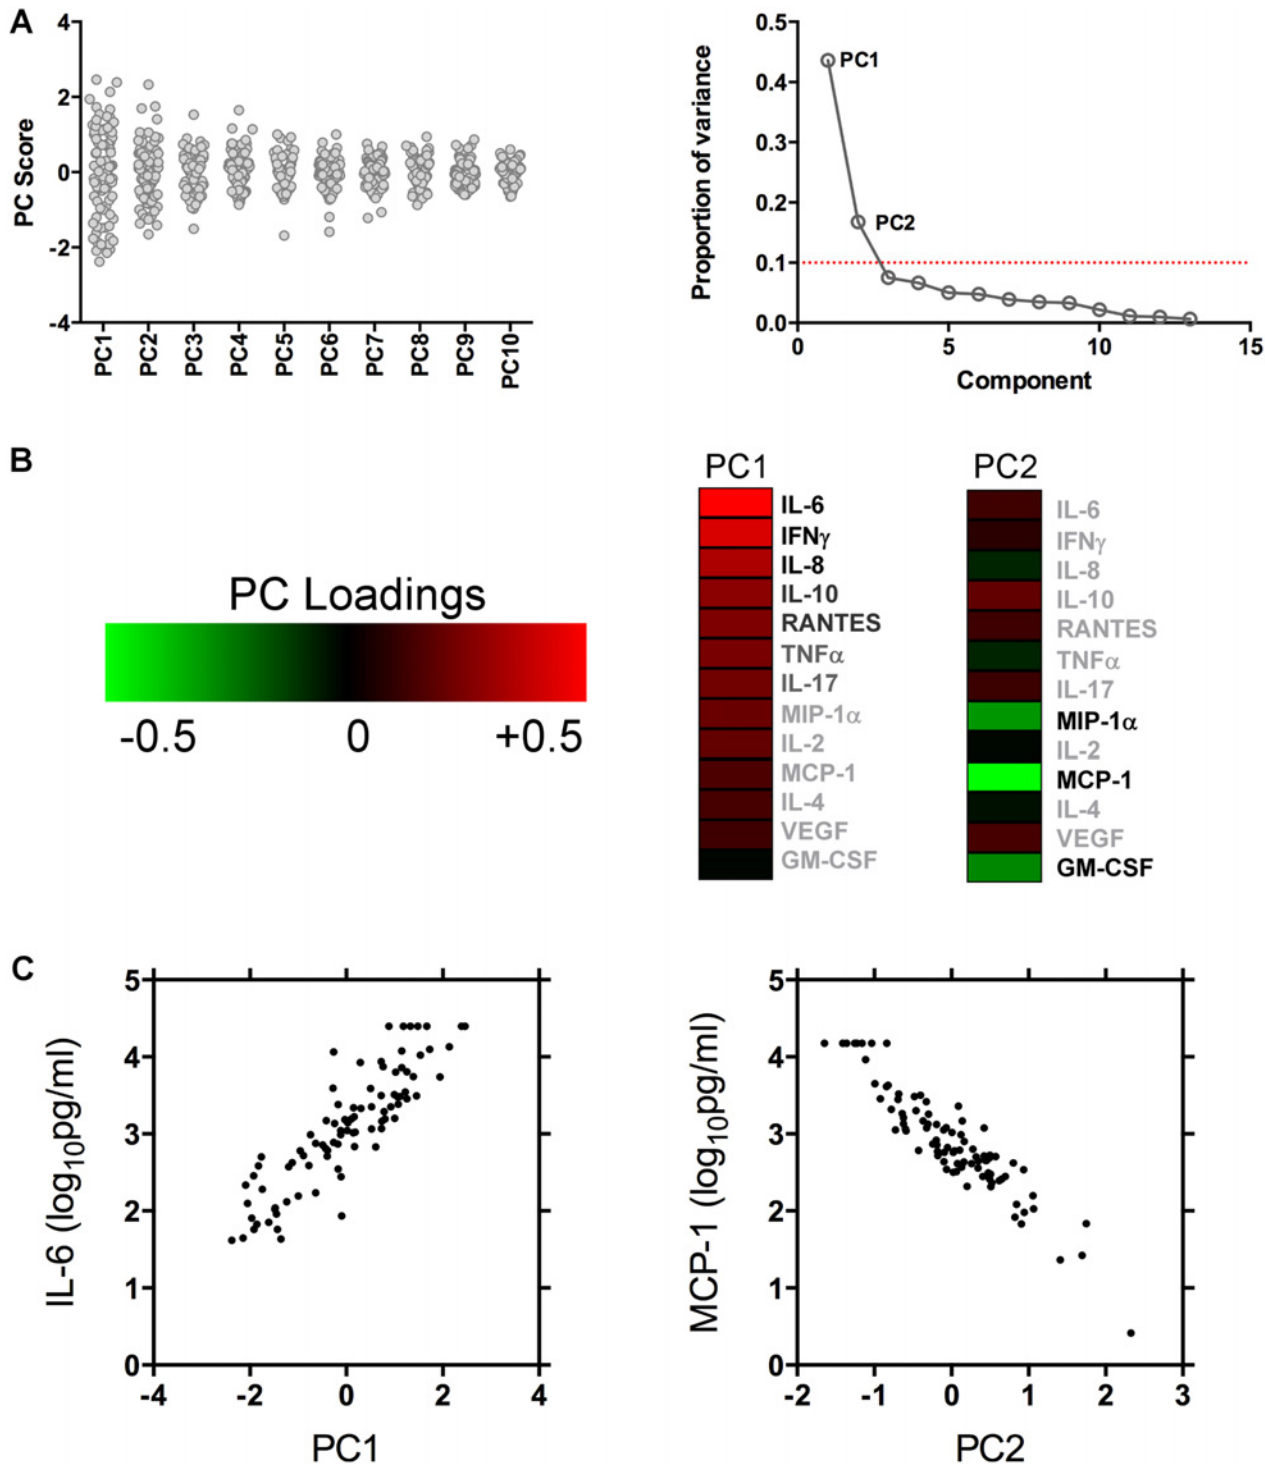 A
4
2
0
-2
-4
PC Score
PC1
PC2
PC3
PC4
PC5
PC6
PC7
PC8
PC9
PC10
0.5
0.4
0.3
0.2
0.1
0.0
Proportion of variance
PC1
PC2
0
5
10
15
Component
B
PC Loadings
-0.5 0 +0.5
PC1
IL-6
IFNγ
IL-8
IL-10
RANTES
TNFα
IL-17
MIP-1α
IL-2
MCP-1
IL-4
VEGF
GM-CSF
PC2
IL-6
IFNγ
IL-8
IL-10
RANTES
TNFα
IL-17
MIP-1α
IL-2
MCP-1
IL-4
VEGF
GM-CSF
C
5
4
3
2
1
0
IL-6 (log10pg/ml)
-4 -2 0 2 4
PC1
5
4
3
2
1
0
MCP-1 (log10pg/ml)
-2 -1 0 1 2 3
PC2